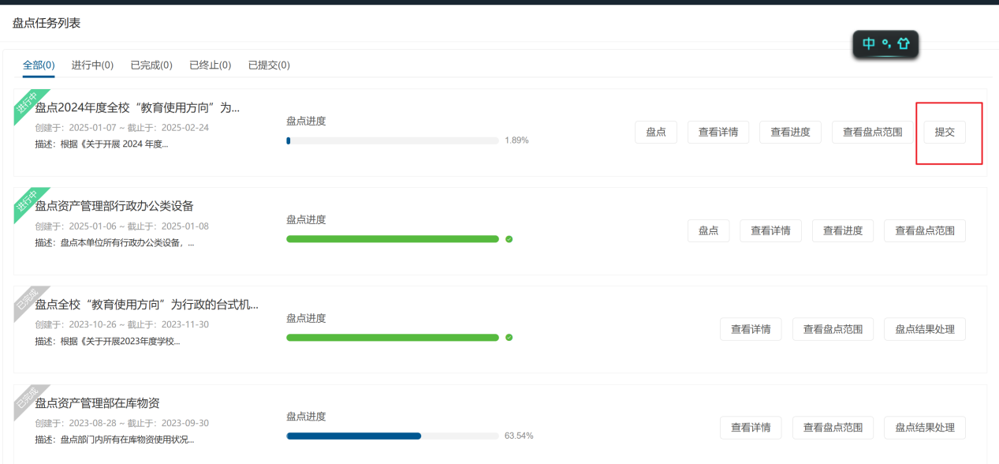 盘点任务列表
中
全部(0) 进行中(0) 已完成(0) 已终止(0) 已提交(0)
进行中
盘点2024年度全校“教育使用方向”为...
创建于：2025-01-07 ~ 截止于：2025-02-24
描述：根据《关于开展 2024 年度...
盘点进度
1.89%
盘点 查看详情 查看进度 查看盘点范围 提交
进行中
盘点资产管理部行政办公类设备
创建于：2025-01-06 ~ 截止于：2025-01-08
描述：盘点本单位所有行政办公类设备，...
盘点进度
盘点 查看详情 查看进度 查看盘点范围
已完成
盘点全校“教育使用方向”为行政的台式机...
创建于：2023-10-26 ~ 截止于：2023-11-30
描述：根据《关于开展2023年度学校...
盘点进度
查看详情 查看盘点范围 盘点结果处理
已完成
盘点资产管理部在库物资
创建于：2023-08-28 ~ 截止于：2023-09-30
描述：盘点部门内所有在库物资使用状况...
盘点进度
63.54%
查看详情 查看盘点范围 盘点结果处理